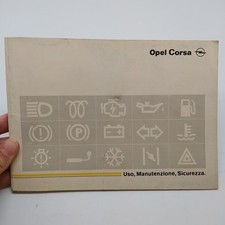 Opel Corsa
P
Uso, Manutenzione, Sicurezza.